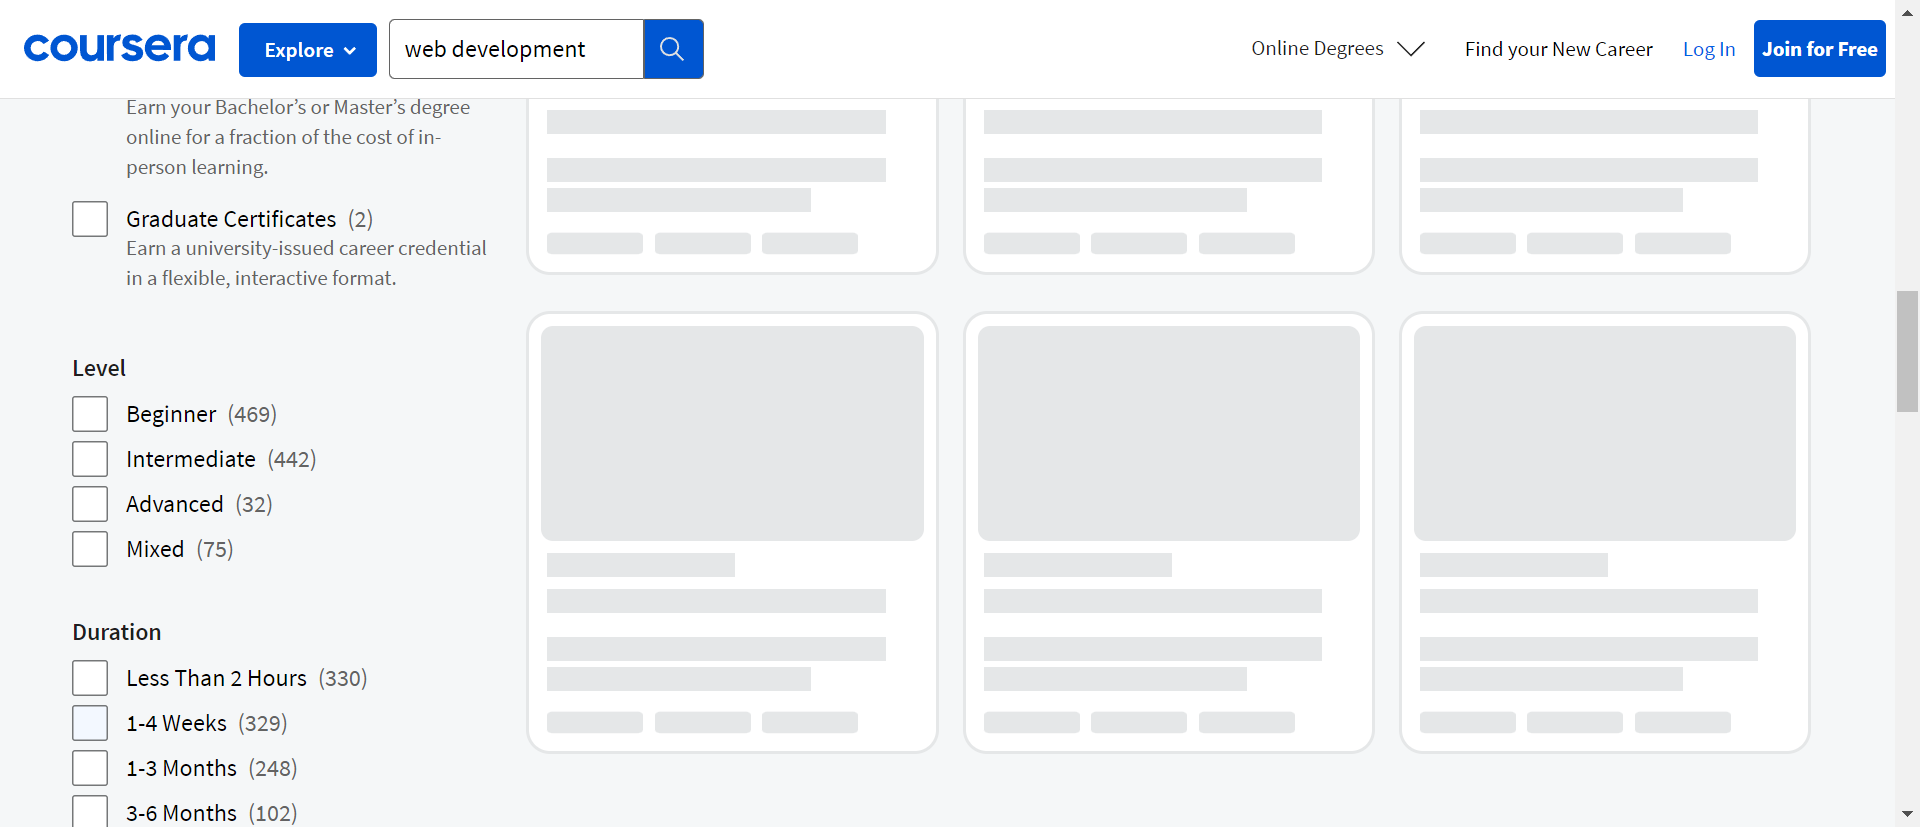 coursera
Explore
web development
Online Degrees
Find your New Career
Log In
Join for Free
Earn your Bachelor’s or Master’s degree
online for a fraction of the cost of in-
person learning.
Graduate Certificates (2)
Earn a university-issued career credential
in a flexible, interactive format.
Level
Beginner (469)
Intermediate (442)
Advanced (32)
Mixed (75)
Duration
Less Than 2 Hours (330)
1-4 Weeks (329)
1-3 Months (248)
3-6 Months (102)